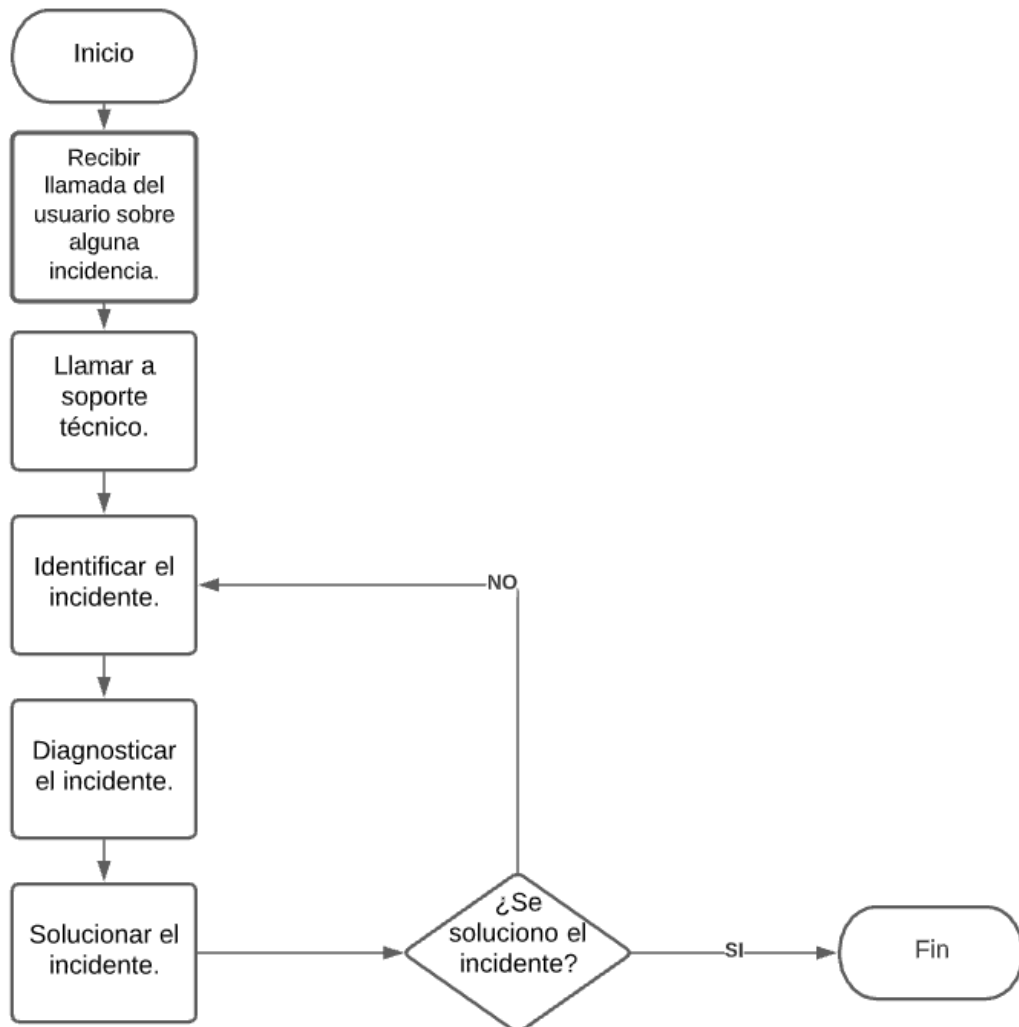 Inicio
Recibir
llamada del
usuario sobre
alguna
incidencia.
Llamar a
soporte
técnico.
Identificar el
incidente.
NO
Diagnosticar
el incidente.
Solucionar el
incidente.
¿Se
soluciono el
incidente?
SI
Fin